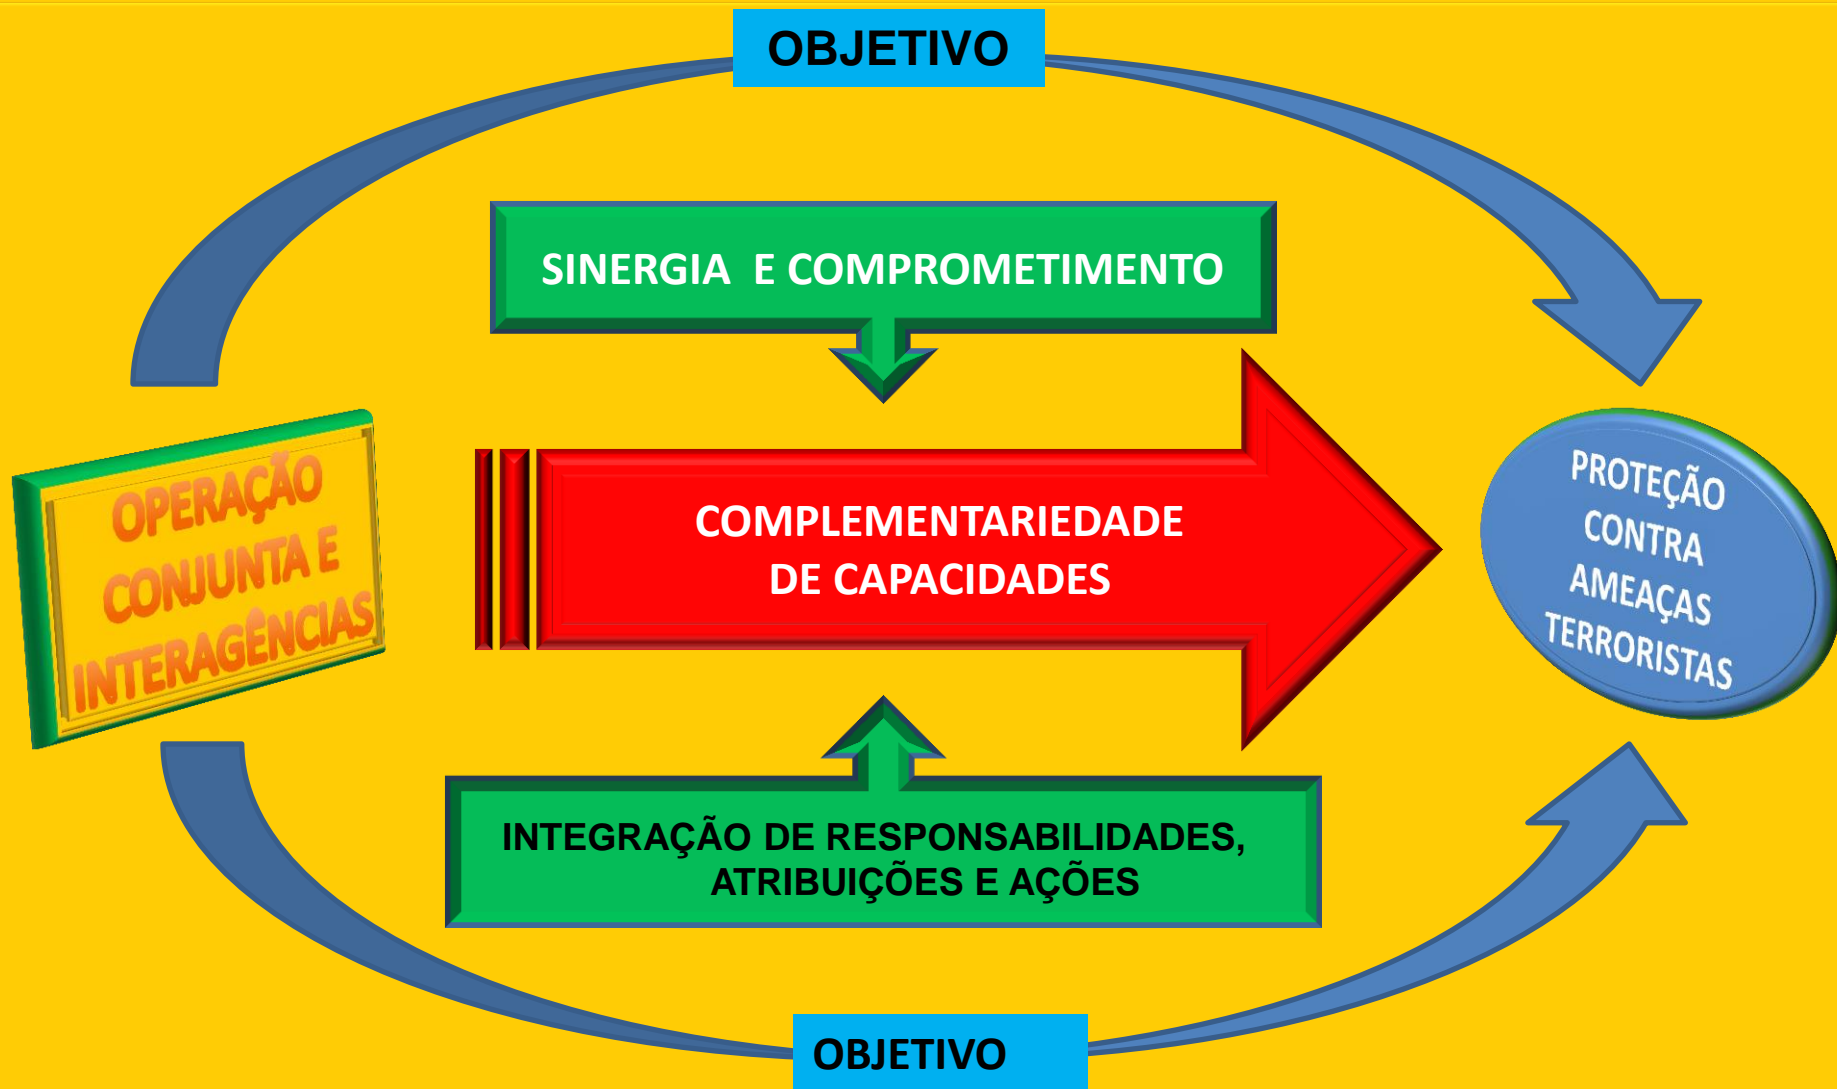 OBJETIVO
SINERGIA E COMPROMETIMENTO
OPERAÇÃO
CONJUNTA E
INTERAGÊNCIAS
COMPLEMENTARIEDADE
DE CAPACIDADES
PROTEÇÃO
CONTRA
AMEAÇAS
TERRORISTAS
INTEGRAÇÃO DE RESPONSABILIDADES,
ATRIBUIÇÕES E AÇÕES
OBJETIVO